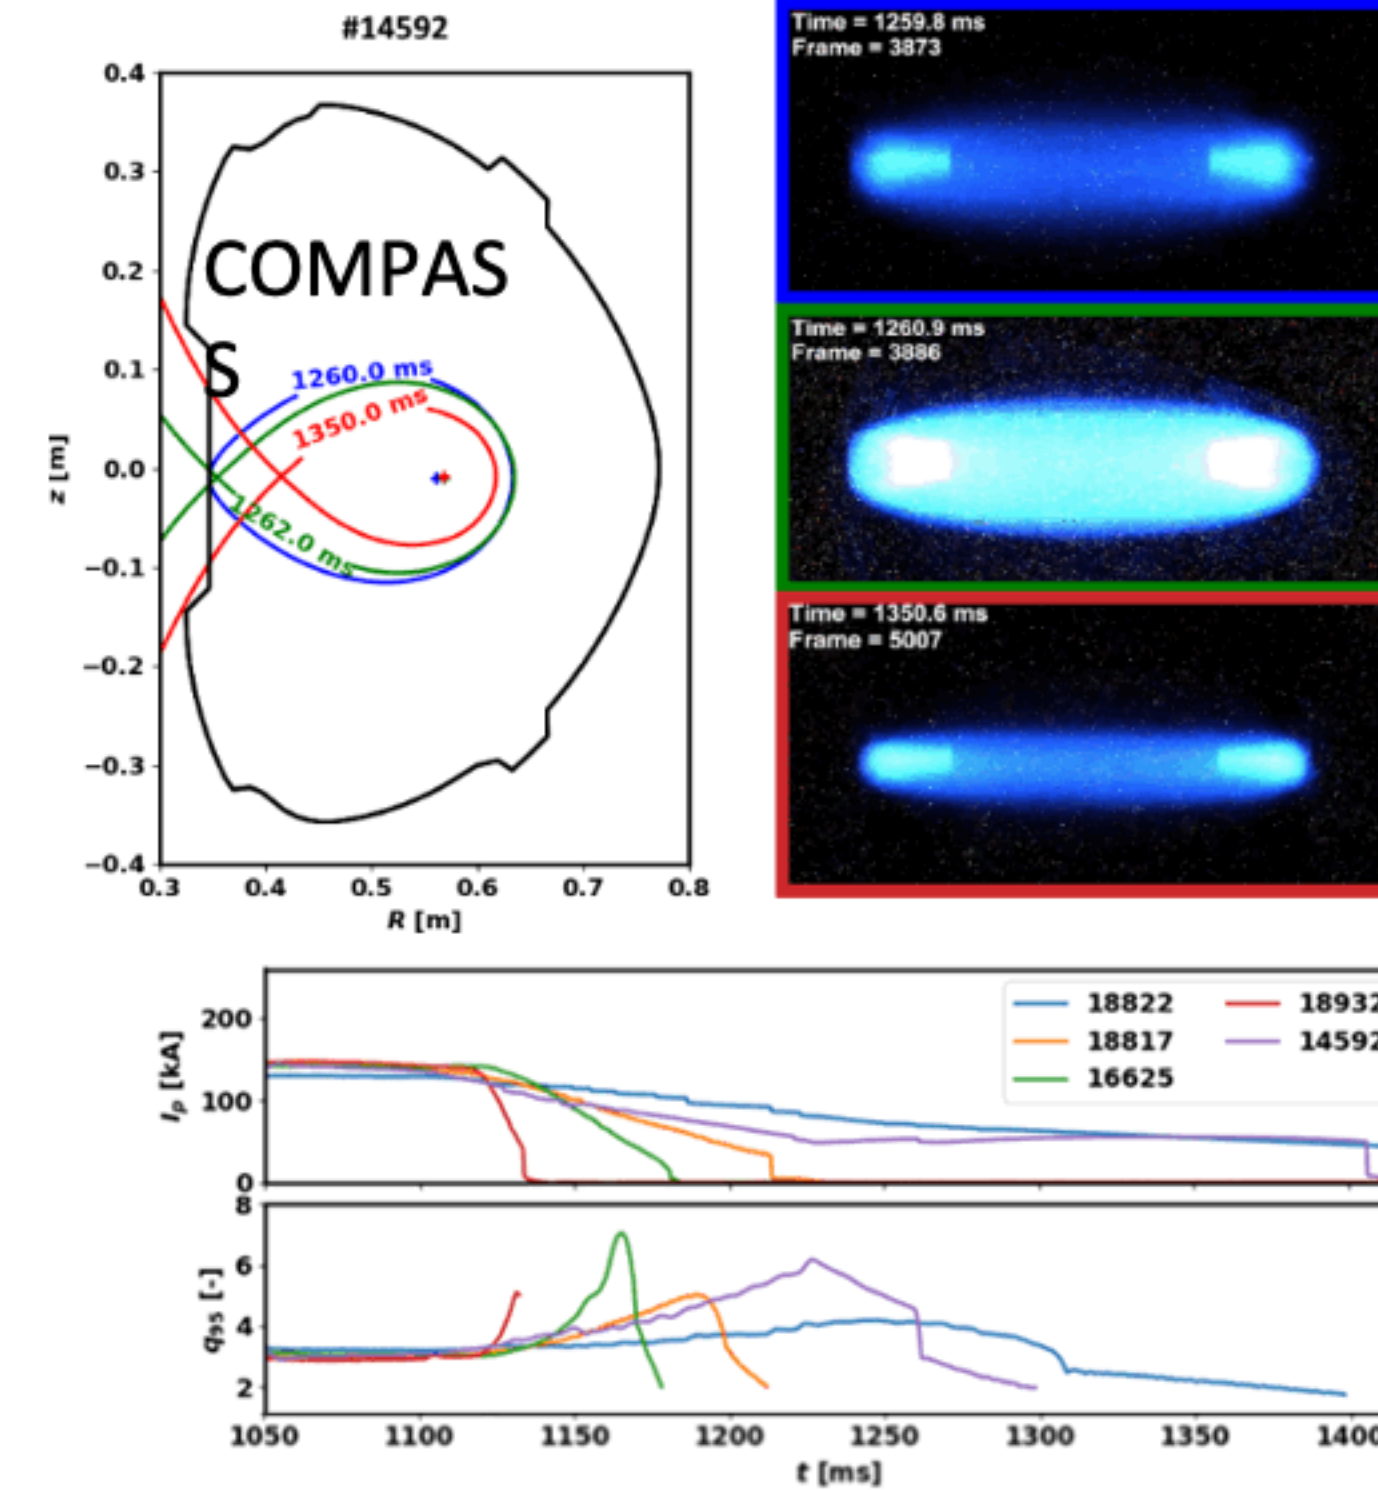 #14592
0.4
0.3
0.2
0.1
0.0
−0.1
−0.2
−0.3
−0.4
z [m]
COMPAS
S
1260.0 ms
1350.0 ms
1262.0 ms
0.3 0.4 0.5 0.6 0.7 0.8
R [m]
Time = 1259.8 ms
Frame = 3873
Time = 1260.9 ms
Frame = 3886
Time = 1350.6 ms
Frame = 5007
200
100
0
Ip [kA]
18822 18932
18817 14592
16625
8
6
4
2
q95 [-]
1050 1100 1150 1200 1250 1300 1350 1400
t [ms]